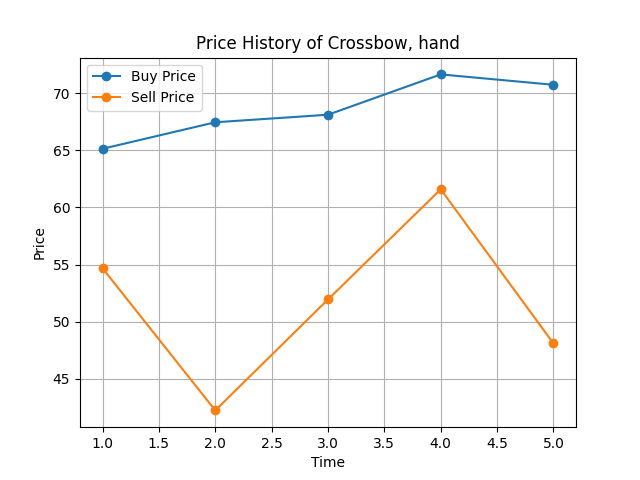 Price History of Crossbow, hand
Buy Price
Sell Price
Price
70
65
60
55
50
45
1.0 1.5 2.0 2.5 3.0 3.5 4.0 4.5 5.0
Time